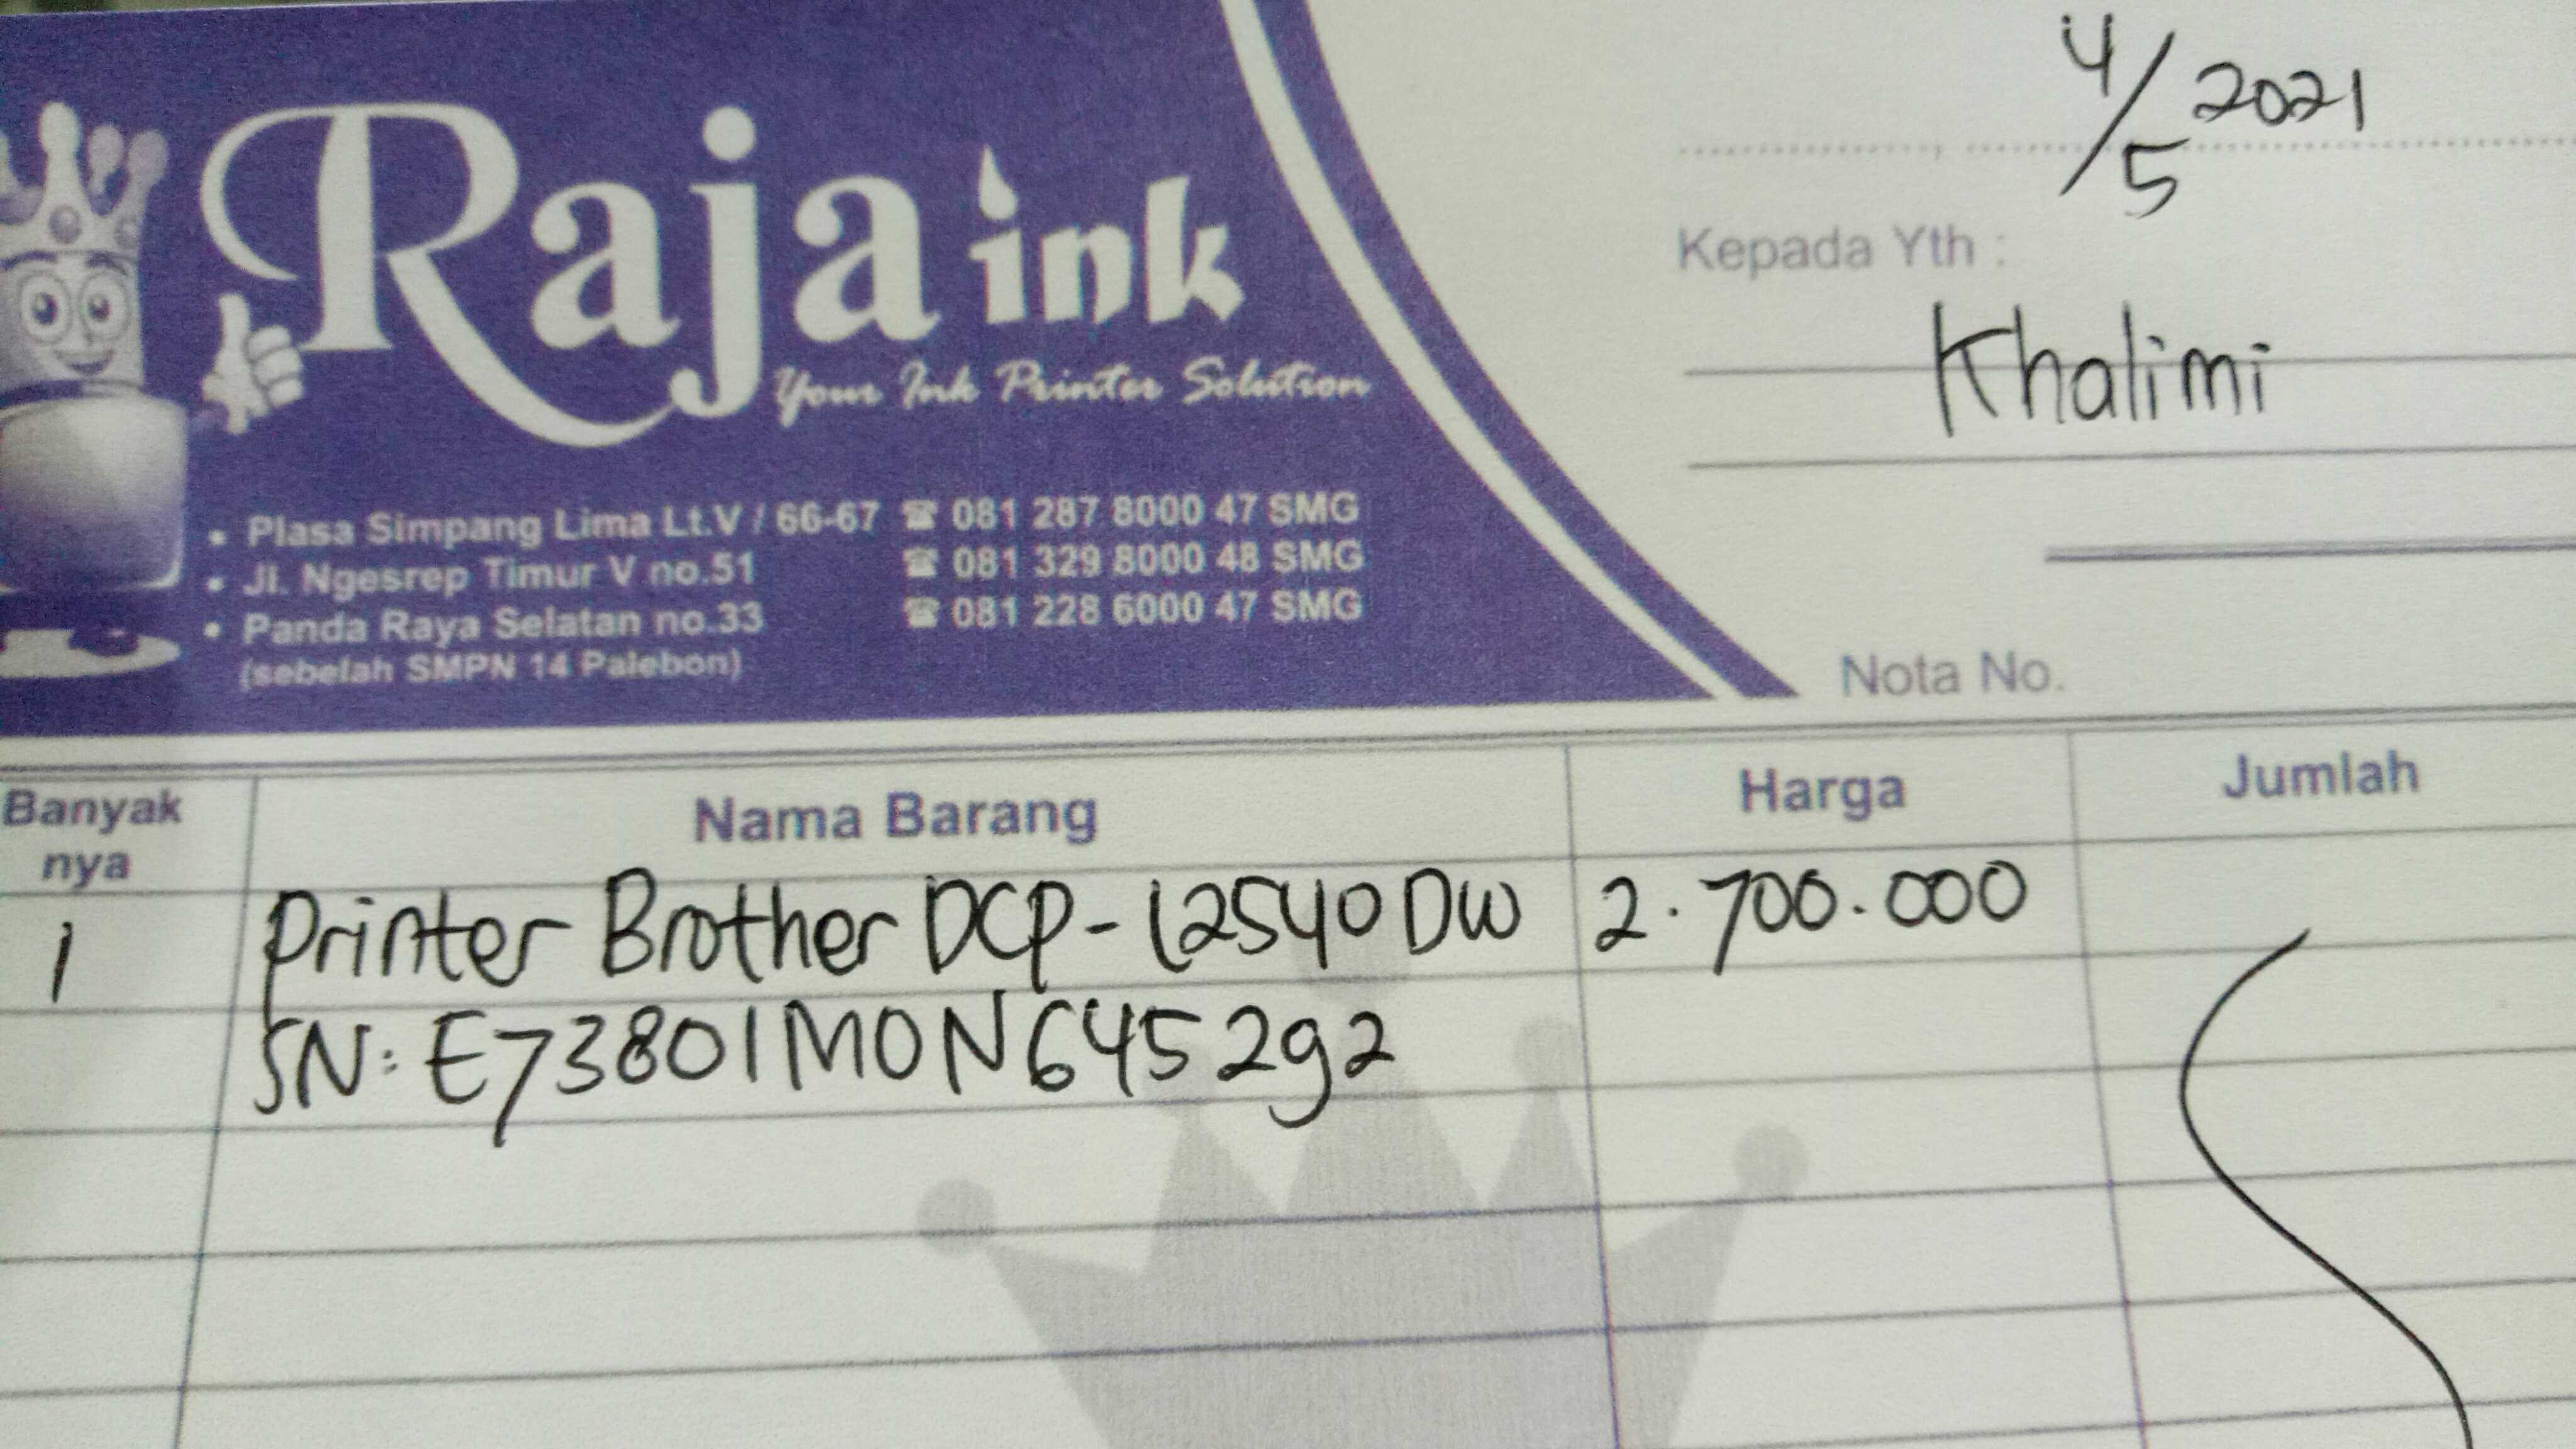 Raja ink
Your Ink Printer Solution
• Plasa Simpang Lima Lt.V / 66-67 ☎ 081 287 8000 47 SMG
• Jl. Ngesrep Timur V no.51 ☎ 081 329 8000 48 SMG
• Panda Raya Selatan no.33 ☎ 081 228 6000 47 SMG
(sebelah SMPN 14 Palebon)
4/5 2021
Kepada Yth :
Khalimi
Nota No.
Banyak nya Nama Barang Harga Jumlah
1 Printer Brother DCP-L2540DW 2.700.000
SN: E73801M0N645292